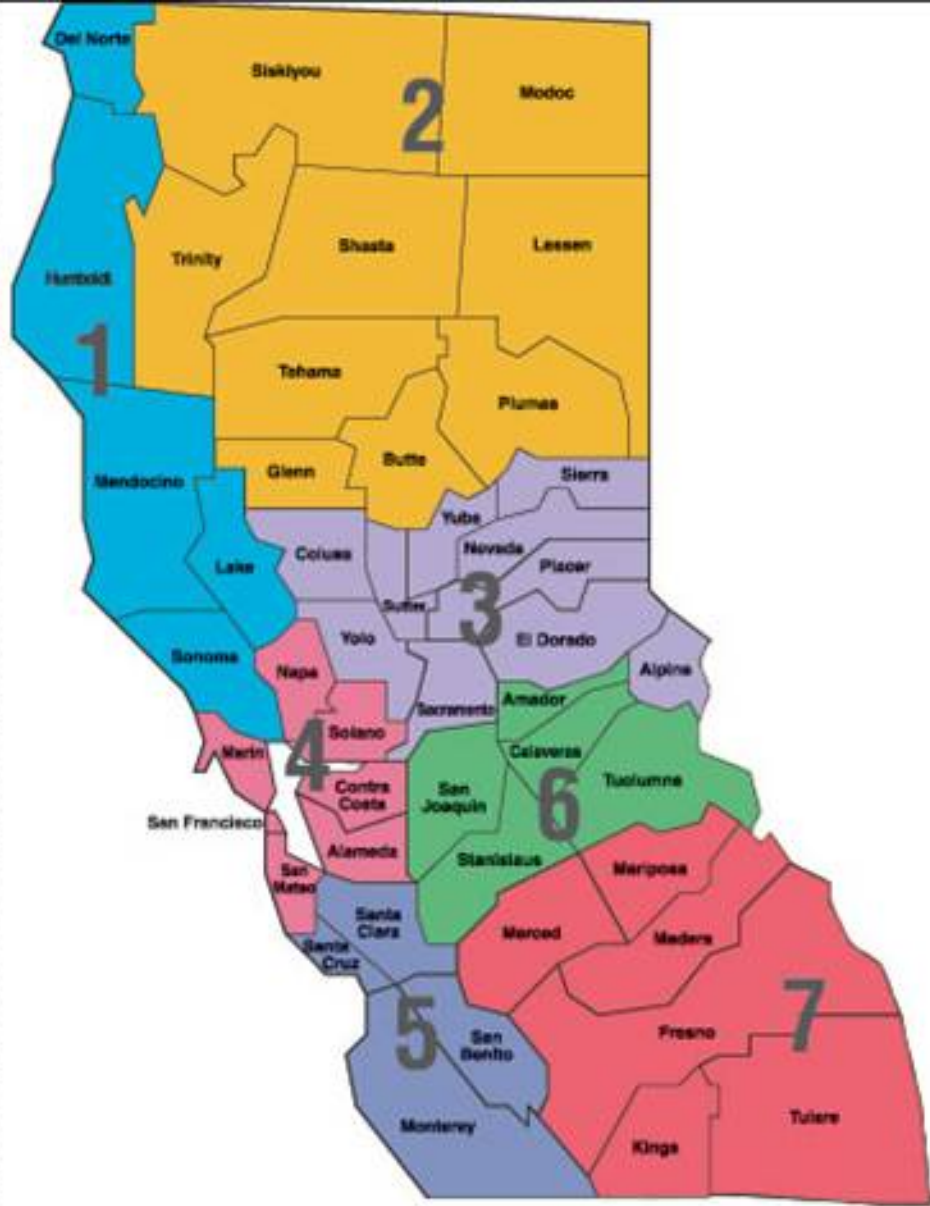 Del Norte
Siskiyou
2
Modoc
Humboldt
Trinity
Shasta
Lassen
1
Tehama
Plumas
Mendocino
Glenn
Butte
Sierra
Lake
Colusa
Yuba
Nevada
Placer
Sutter
3
Sonoma
Napa
Yolo
El Dorado
Alpine
Sacramento
Amador
Solano
4
Marin
Calaveras
Contra
Costa
San
Joaquin
6
Tuolumne
San Francisco
Alameda
Stanislaus
San
Mateo
Mariposa
Santa
Clara
Merced
Madera
Santa
Cruz
5
San
Benito
Fresno
7
Monterey
Kings
Tulare